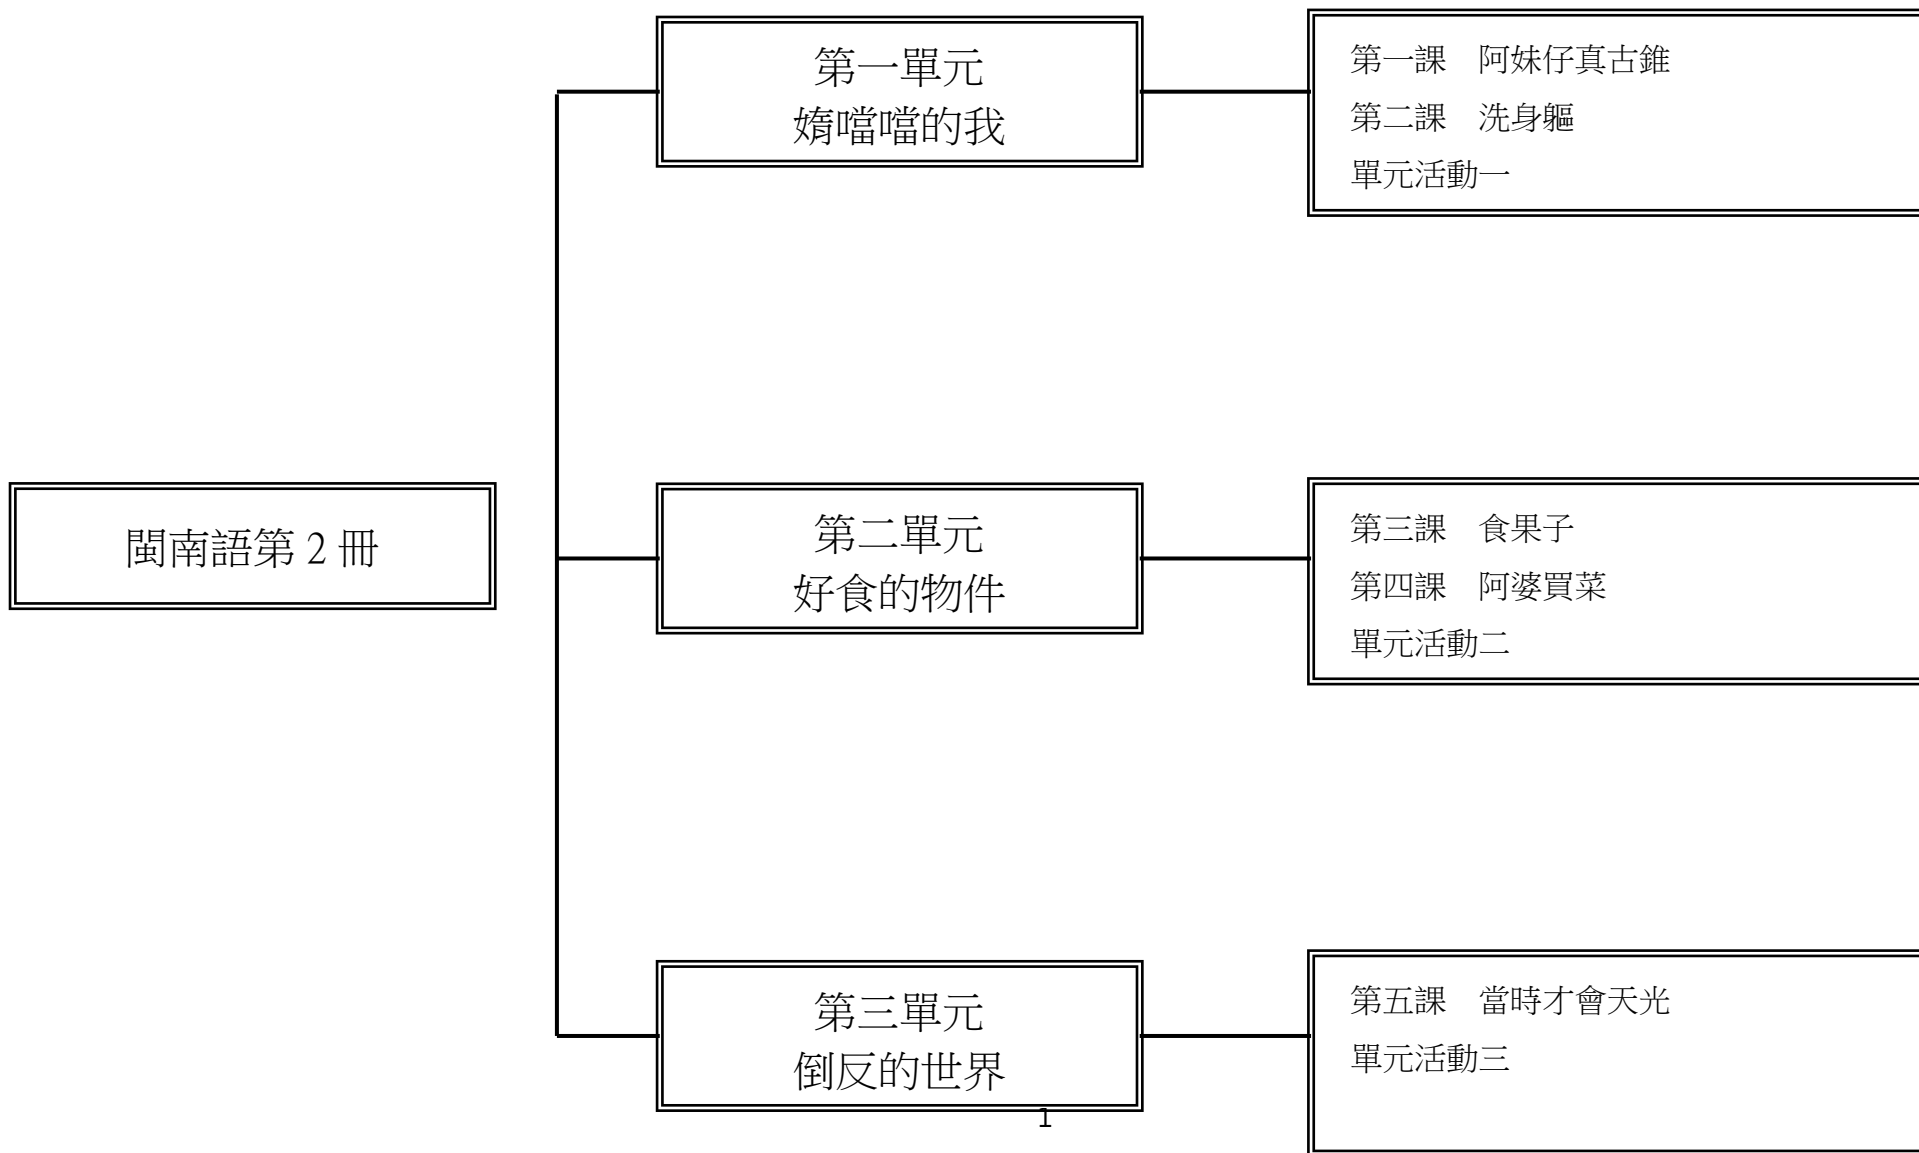 閩南語第 2 冊
第一單元
媠噹噹的我
第一課　阿妹仔真古錐
第二課　洗身軀
單元活動一
第二單元
好食的物件
第三課　食果子
第四課　阿婆買菜
單元活動二
第三單元
倒反的世界
第五課　當時才會天光
單元活動三
1